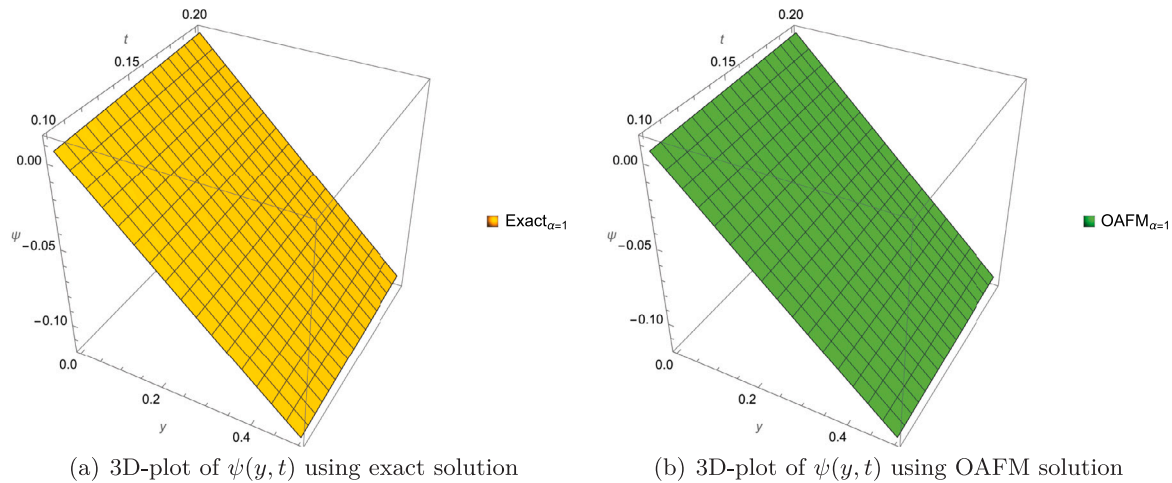 0.20
t
0.15
0.10
0.00
ψ
−0.05
−0.10
0.0
0.2
y
0.4
Exact α=1
(a) 3D-plot of ψ(y, t) using exact solution
0.20
t
0.15
0.10
0.00
ψ
−0.05
−0.10
0.0
0.2
y
0.4
OAFM α=1
(b) 3D-plot of ψ(y, t) using OAFM solution